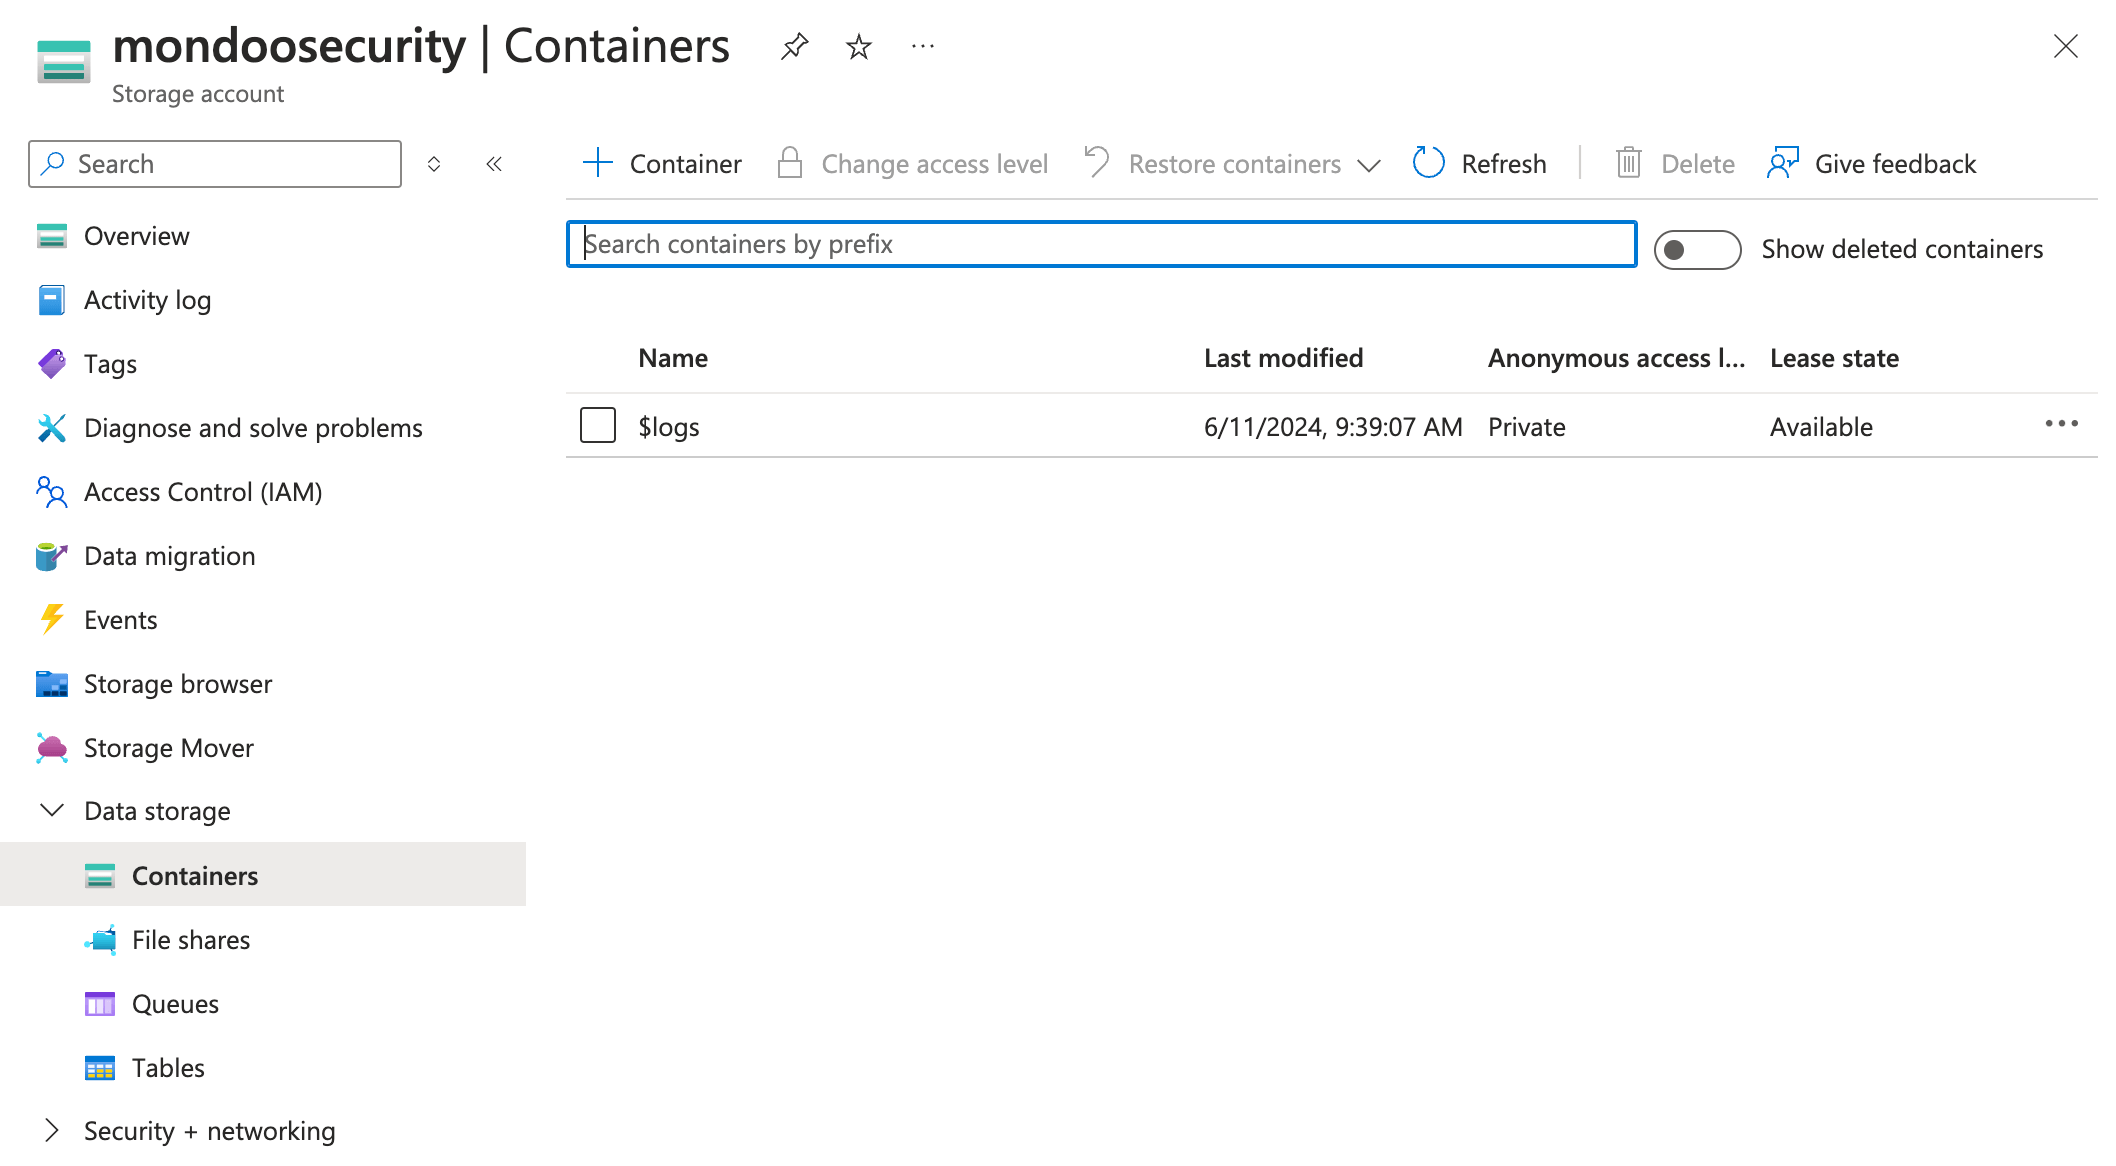 mondoosecurity | Containers
Storage account
Search
Container
Change access level
Restore containers
Refresh
Delete
Give feedback
Search containers by prefix
Show deleted containers
Overview
Activity log
Tags
Diagnose and solve problems
Access Control (IAM)
Data migration
Events
Storage browser
Storage Mover
Data storage
Containers
File shares
Queues
Tables
Security + networking
Name Last modified Anonymous access l... Lease state
$logs 6/11/2024, 9:39:07 AM Private Available